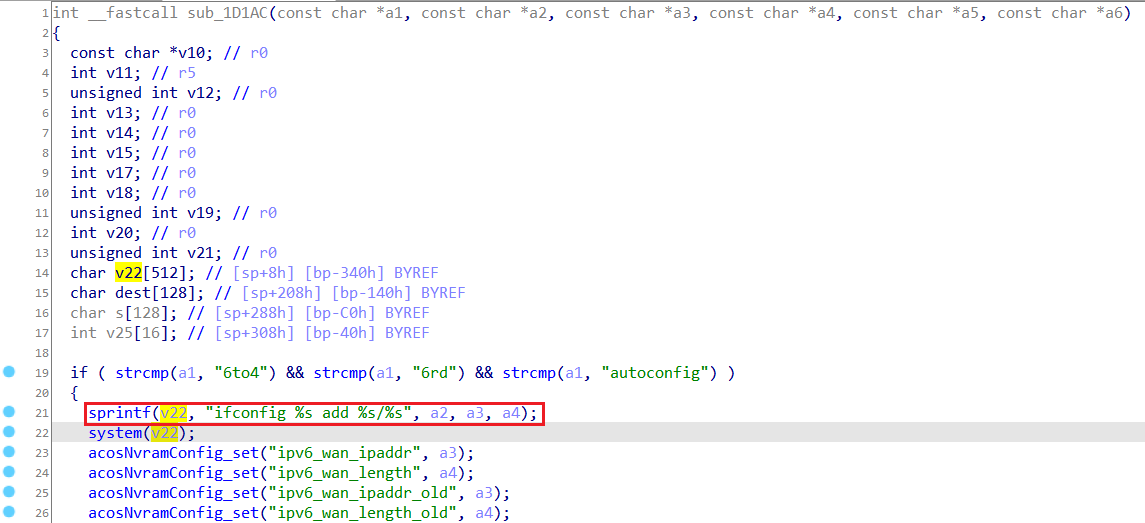 1 int __fastcall sub_1D1AC(const char *a1, const char *a2, const char *a3, const char *a4, const char *a5, const char *a6)
2 {
3   const char *v10; // r0
4   int v11; // r5
5   unsigned int v12; // r0
6   int v13; // r0
7   int v14; // r0
8   int v15; // r0
9   int v17; // r0
10   int v18; // r0
11   unsigned int v19; // r0
12   int v20; // r0
13   unsigned int v21; // r0
14   char v22[512]; // [sp+8h] [bp-340h] BYREF
15   char dest[128]; // [sp+208h] [bp-140h] BYREF
16   char s[128]; // [sp+288h] [bp-C0h] BYREF
17   int v25[16]; // [sp+308h] [bp-40h] BYREF
18
19   if ( strcmp(a1, "6to4") && strcmp(a1, "6rd") && strcmp(a1, "autoconfig") )
20   {
21     sprintf(v22, "ifconfig %s add %s/%s", a2, a3, a4);
22     system(v22);
23     acosNvramConfig_set("ipv6_wan_ipaddr", a3);
24     acosNvramConfig_set("ipv6_wan_length", a4);
25     acosNvramConfig_set("ipv6_wan_ipaddr_old", a3);
26     acosNvramConfig_set("ipv6_wan_length_old", a4);